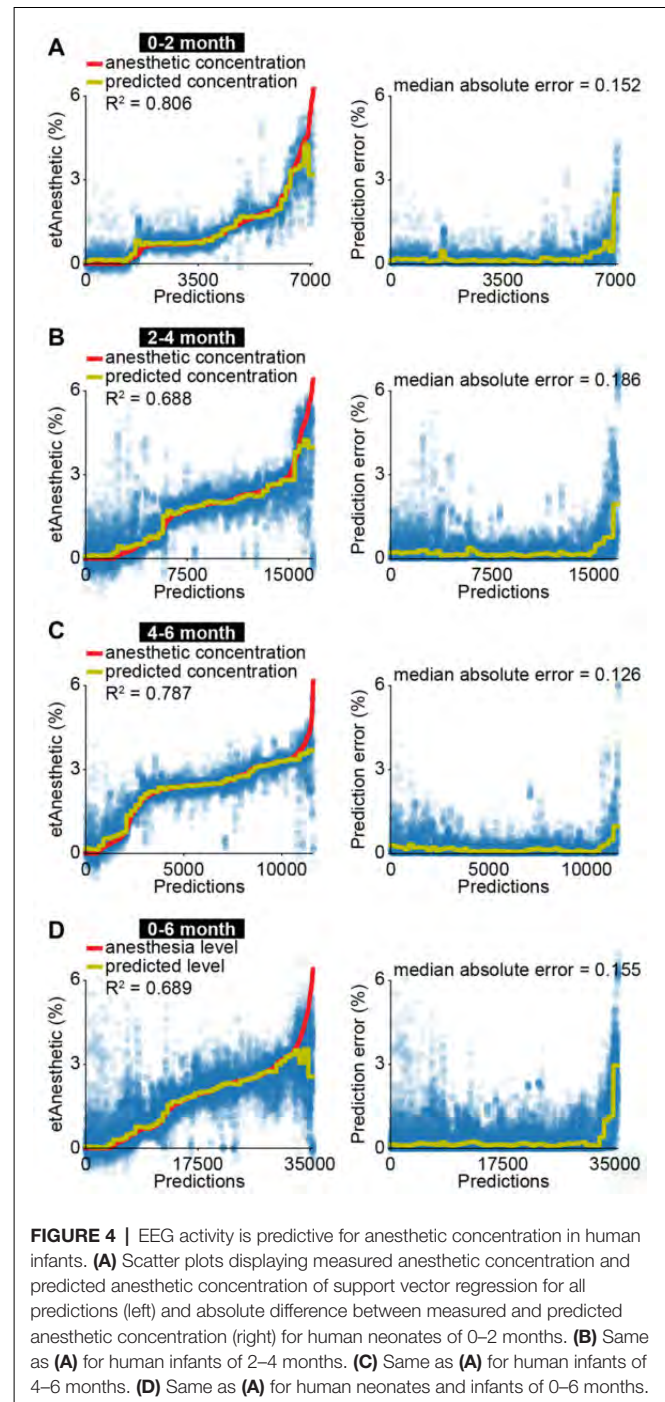 A
0-2 month
anesthetic concentration
predicted concentration
R² = 0.806
6
3
0
etAnesthetic (%)
0 3500 7000
Predictions
median absolute error = 0.152
6
3
0
Prediction error (%)
0 3500 7000
Predictions
B
2-4 month
anesthetic concentration
predicted concentration
R² = 0.688
6
3
0
etAnesthetic (%)
0 7500 15000
Predictions
median absolute error = 0.186
6
3
0
Prediction error (%)
0 7500 15000
Predictions
C
4-6 month
anesthetic concentration
predicted concentration
R² = 0.787
6
3
0
etAnesthetic (%)
0 5000 10000
Predictions
median absolute error = 0.126
6
3
0
Prediction error (%)
0 5000 10000
Predictions
D
0-6 month
anesthesia level
predicted level
R² = 0.689
6
3
0
etAnesthetic (%)
0 17500 35000
Predictions
median absolute error = 0.155
6
3
0
Prediction error (%)
0 17500 35000
Predictions
FIGURE 4 | EEG activity is predictive for anesthetic concentration in human
infants. (A) Scatter plots displaying measured anesthetic concentration and
predicted anesthetic concentration of support vector regression for all
predictions (left) and absolute difference between measured and predicted
anesthetic concentration (right) for human neonates of 0–2 months. (B) Same
as (A) for human infants of 2–4 months. (C) Same as (A) for human infants of
4–6 months. (D) Same as (A) for human neonates and infants of 0–6 months.